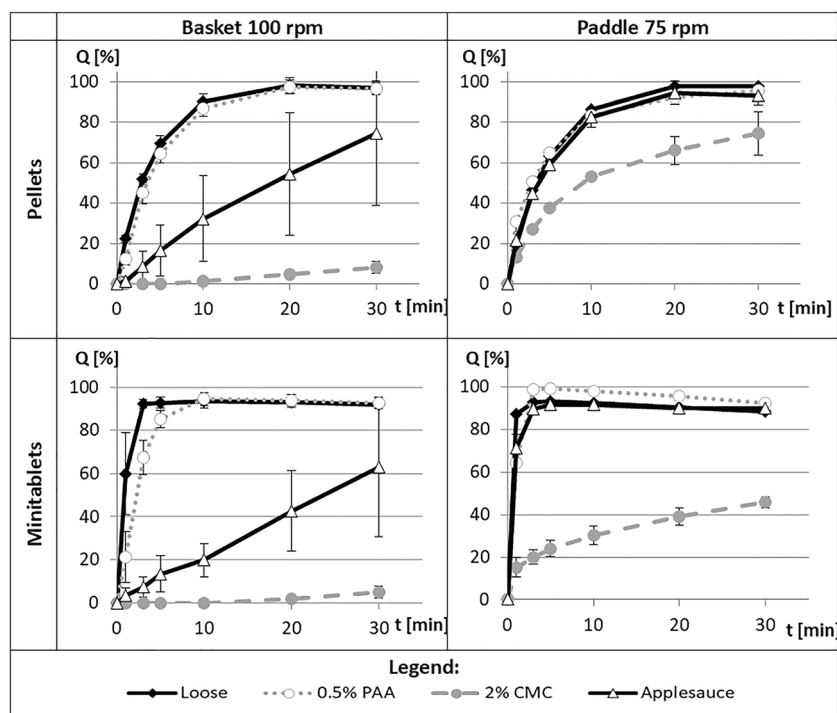 Basket 100 rpm Paddle 75 rpm
Pellets
Q [%]
100
80
60
40
20
0
0 10 20 30 t [min]
Q [%]
100
80
60
40
20
0
0 10 20 30 t [min]
Minitablets
Q [%]
100
80
60
40
20
0
0 10 20 30 t [min]
Q [%]
100
80
60
40
20
0
0 10 20 30 t [min]
Legend:
Loose 0.5% PAA 2% CMC Applesauce